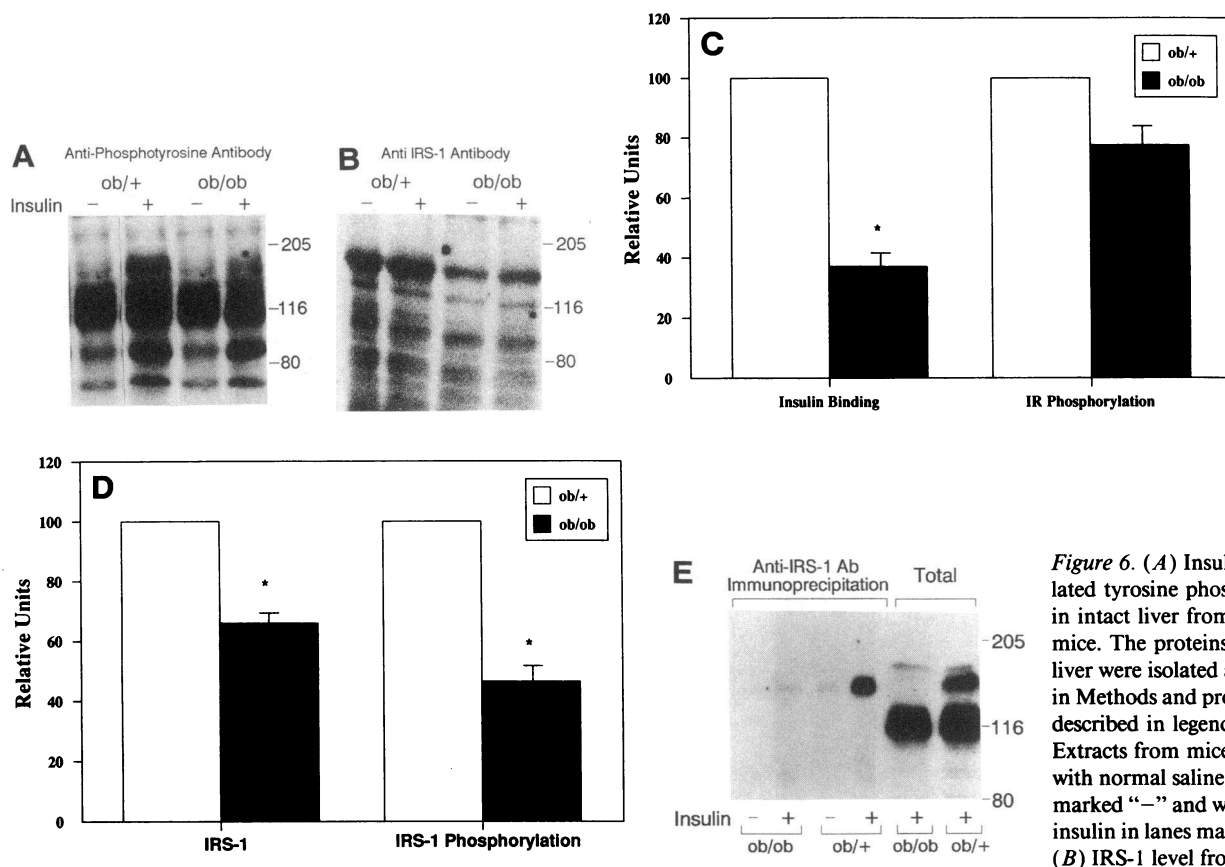 A Anti-Phosphotyrosine Antibody
ob/+ ob/ob
Insulin − + − +
-205
-116
-80
B Anti IRS-1 Antibody
ob/+ ob/ob
− + − +
-205
-116
-80
C
ob/+
ob/ob
Relative Units
120
100
80
60
40
20
0
*
Insulin Binding IR Phosphorylation
D
ob/+
ob/ob
Relative Units
120
100
80
60
40
20
0
* *
IRS-1 IRS-1 Phosphorylation
E Anti-IRS-1 Ab Immunoprecipitation Total
205
-116
-80
Insulin − + − + + +
ob/ob ob/+ ob/ob ob/+
Figure 6. (A) Insul
lated tyrosine phos
in intact liver from
mice. The proteins
liver were isolated a
in Methods and pro
described in legend
Extracts from mice
with normal saline
marked “−” and w
insulin in lanes ma
(B) IRS-1 level fro